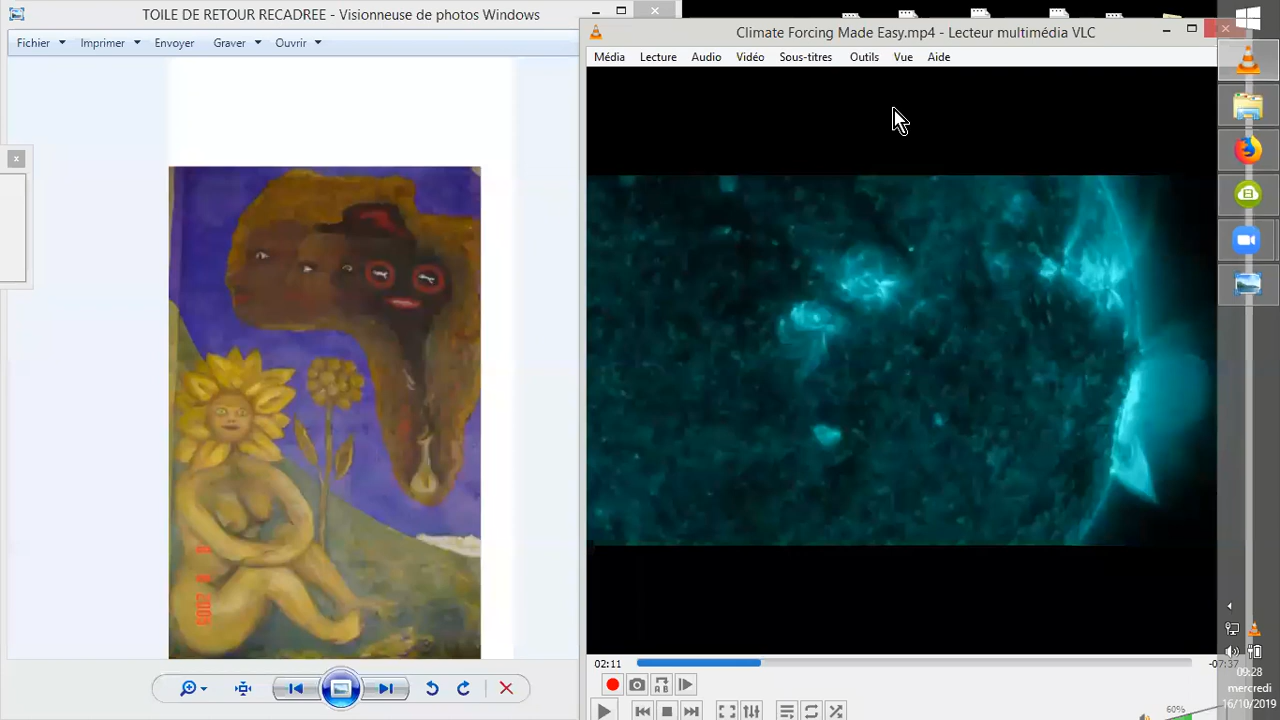 TOILE DE RETOUR RECADREE - Visionneuse de photos Windows
Fichier Imprimer Envoyer Graver Ouvrir
Climate Forcing Made Easy.mp4 - Lecteur multimédia VLC
Média Lecture Audio Vidéo Sous-titres Outils Vue Aide
02:11
-07:37
60%
09:28
mercredi
16/10/2019